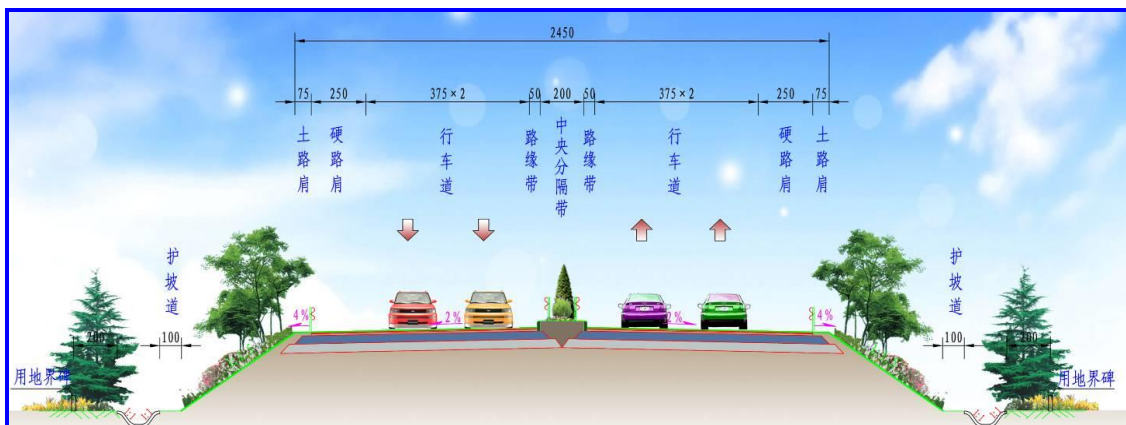 2450
75
250
375×2
50
200
50
375×2
250
75
土路肩
硬路肩
行车道
路缘带
中央分隔带
路缘带
行车道
硬路肩
土路肩
护坡道
护坡道
4%
2%
2%
4%
200
100
100
200
用地界碑
用地界碑